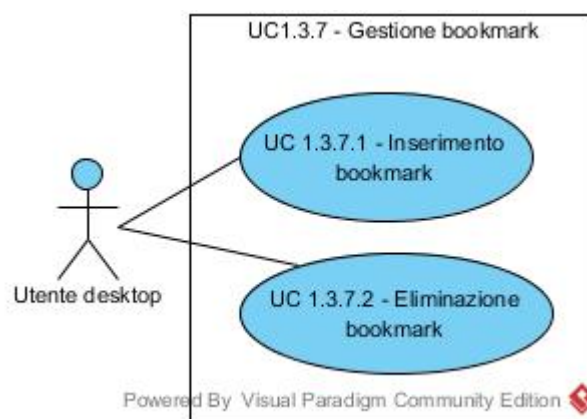 UC1.3.7 - Gestione bookmark
UC 1.3.7.1 - Inserimento
bookmark
Utente desktop
UC 1.3.7.2 - Eliminazione
bookmark
Powered By Visual Paradigm Community Edition